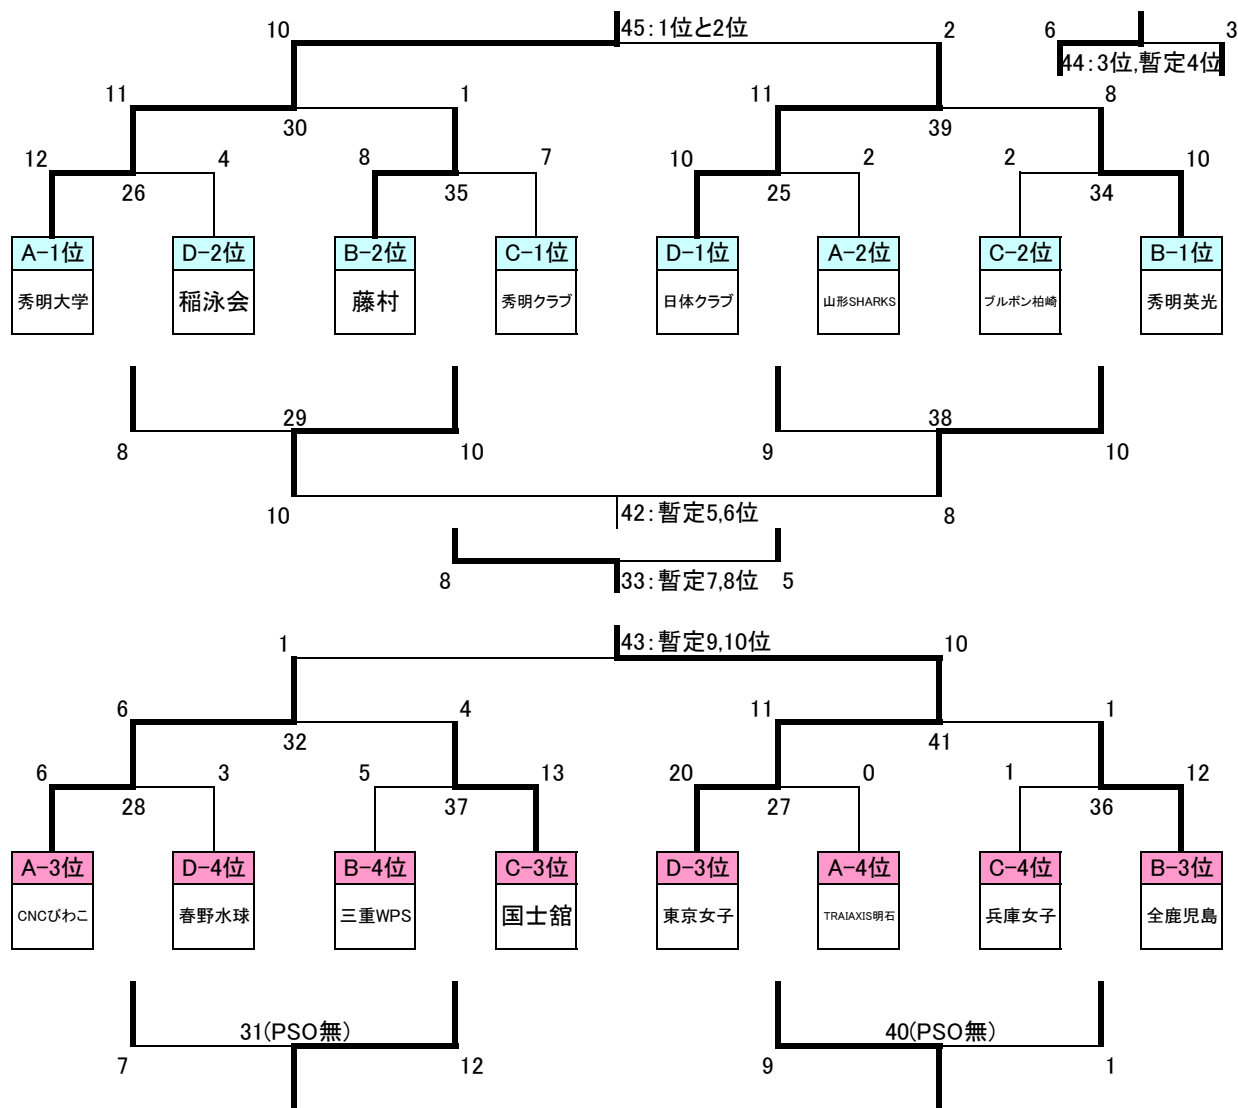 10 45：1位と2位 2 6 3
44：3位,暫定4位
11 1 11 8
30 39
12 4 8 7 10 2 2 10
26 35 25 34
A-1位 D-2位 B-2位 C-1位 D-1位 A-2位 C-2位 B-1位
秀明大学 稲泳会 藤村 秀明クラブ 日体クラブ 山形SHARKS ブルボン柏崎 秀明英光
29 38
8 10 9 10
10 42：暫定5,6位 8
8 33：暫定7,8位 5
1 43：暫定9,10位 10
6 4 11 1
32 41
6 3 5 13 20 0 1 12
28 37 27 36
A-3位 D-4位 B-4位 C-3位 D-3位 A-4位 C-4位 B-3位
CNCびわこ 春野水球 三重WPS 国士舘 東京女子 TRAIAXIS明石 兵庫女子 全鹿児島
31(PSO無) 40(PSO無)
7 12 9 1